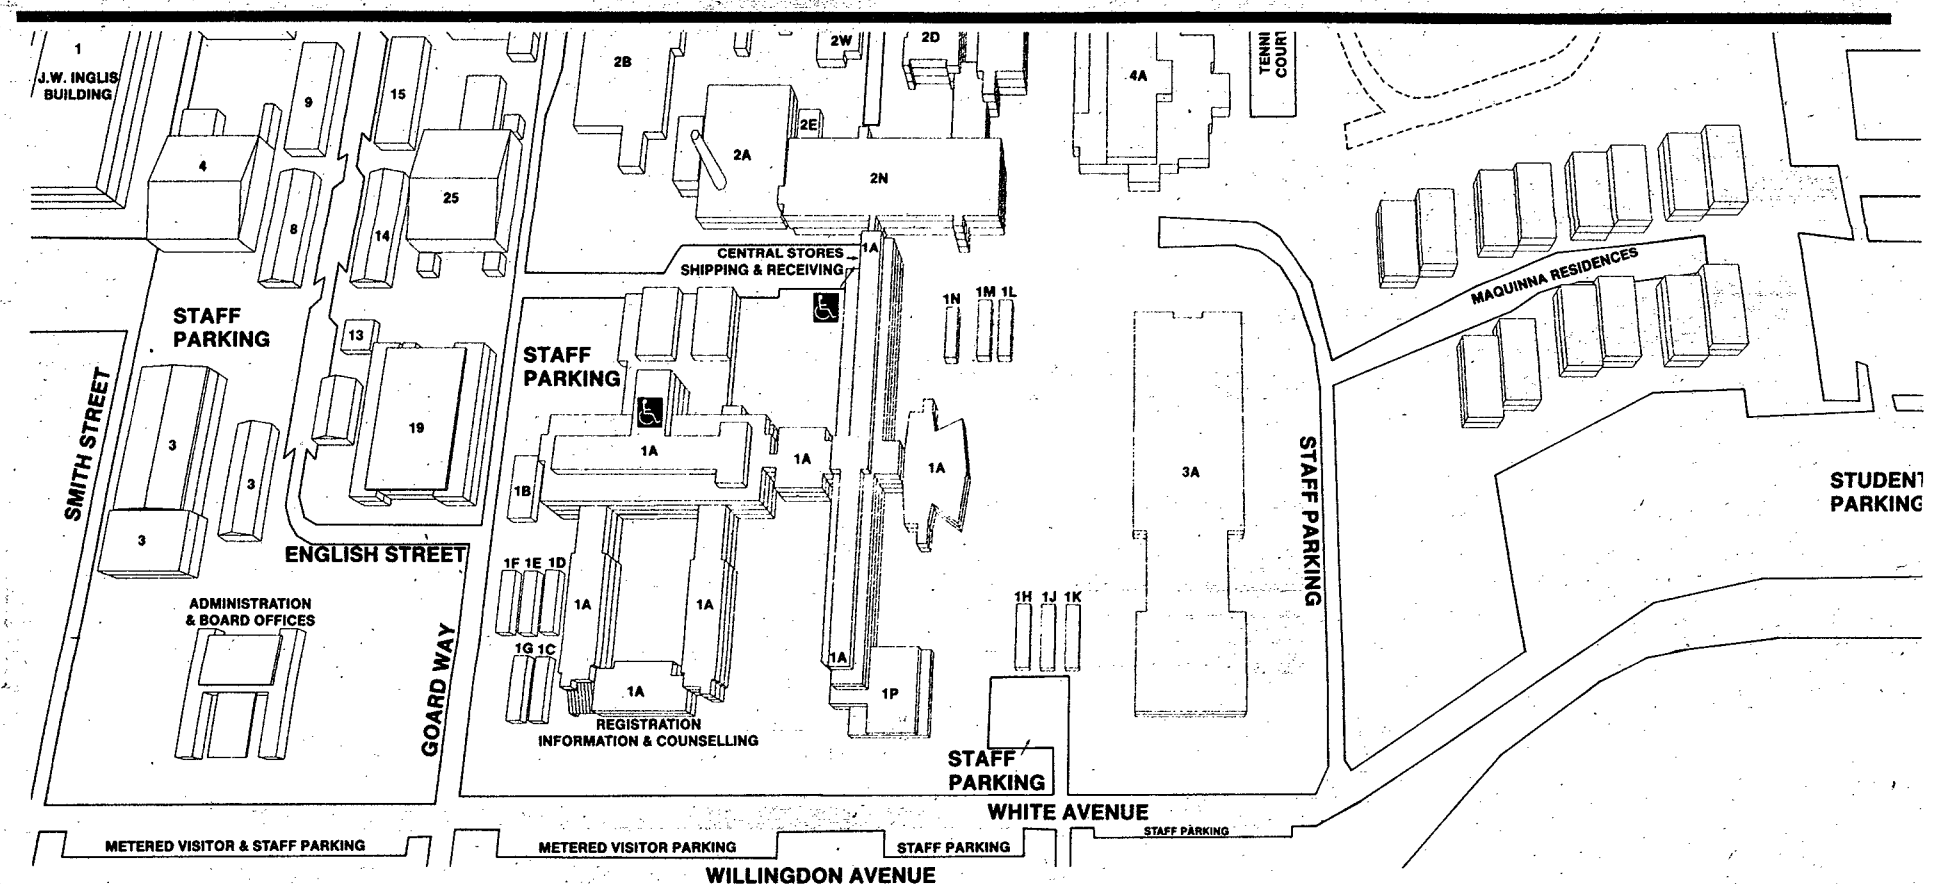 1
J.W. INGLIS
BUILDING
9
15
2B
2W
2D
4A
4
8
14
25
2A
2E
2N
CENTRAL STORES
SHIPPING & RECEIVING
1A
1N
1M
1L
MAQUINNA RESIDENCES
STAFF
PARKING
13
STAFF
PARKING
SMITH STREET
3
3
3
19
1A
1B
1A
1A
3A
STAFF PARKING
STUDENT
PARKING
ENGLISH STREET
1F
1E
1D
1A
1A
1H
1J
1K
ADMINISTRATION
& BOARD OFFICES
GOARD WAY
1G
1C
1A
1A
1P
REGISTRATION
INFORMATION & COUNSELLING
STAFF
PARKING
WHITE AVENUE
METERED VISITOR & STAFF PARKING
METERED VISITOR PARKING
STAFF PARKING
STAFF PARKING
WILLINGDON AVENUE